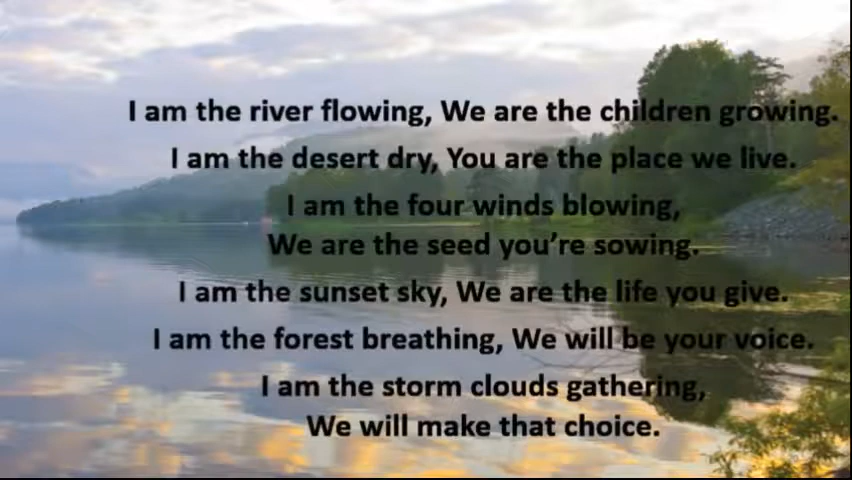 I am the river flowing, We are the children growing.
I am the desert dry, You are the place we live.
I am the four winds blowing,
We are the seed you're sowing.
I am the sunset sky, We are the life you give.
I am the forest breathing, We will be your voice.
I am the storm clouds gathering,
We will make that choice.